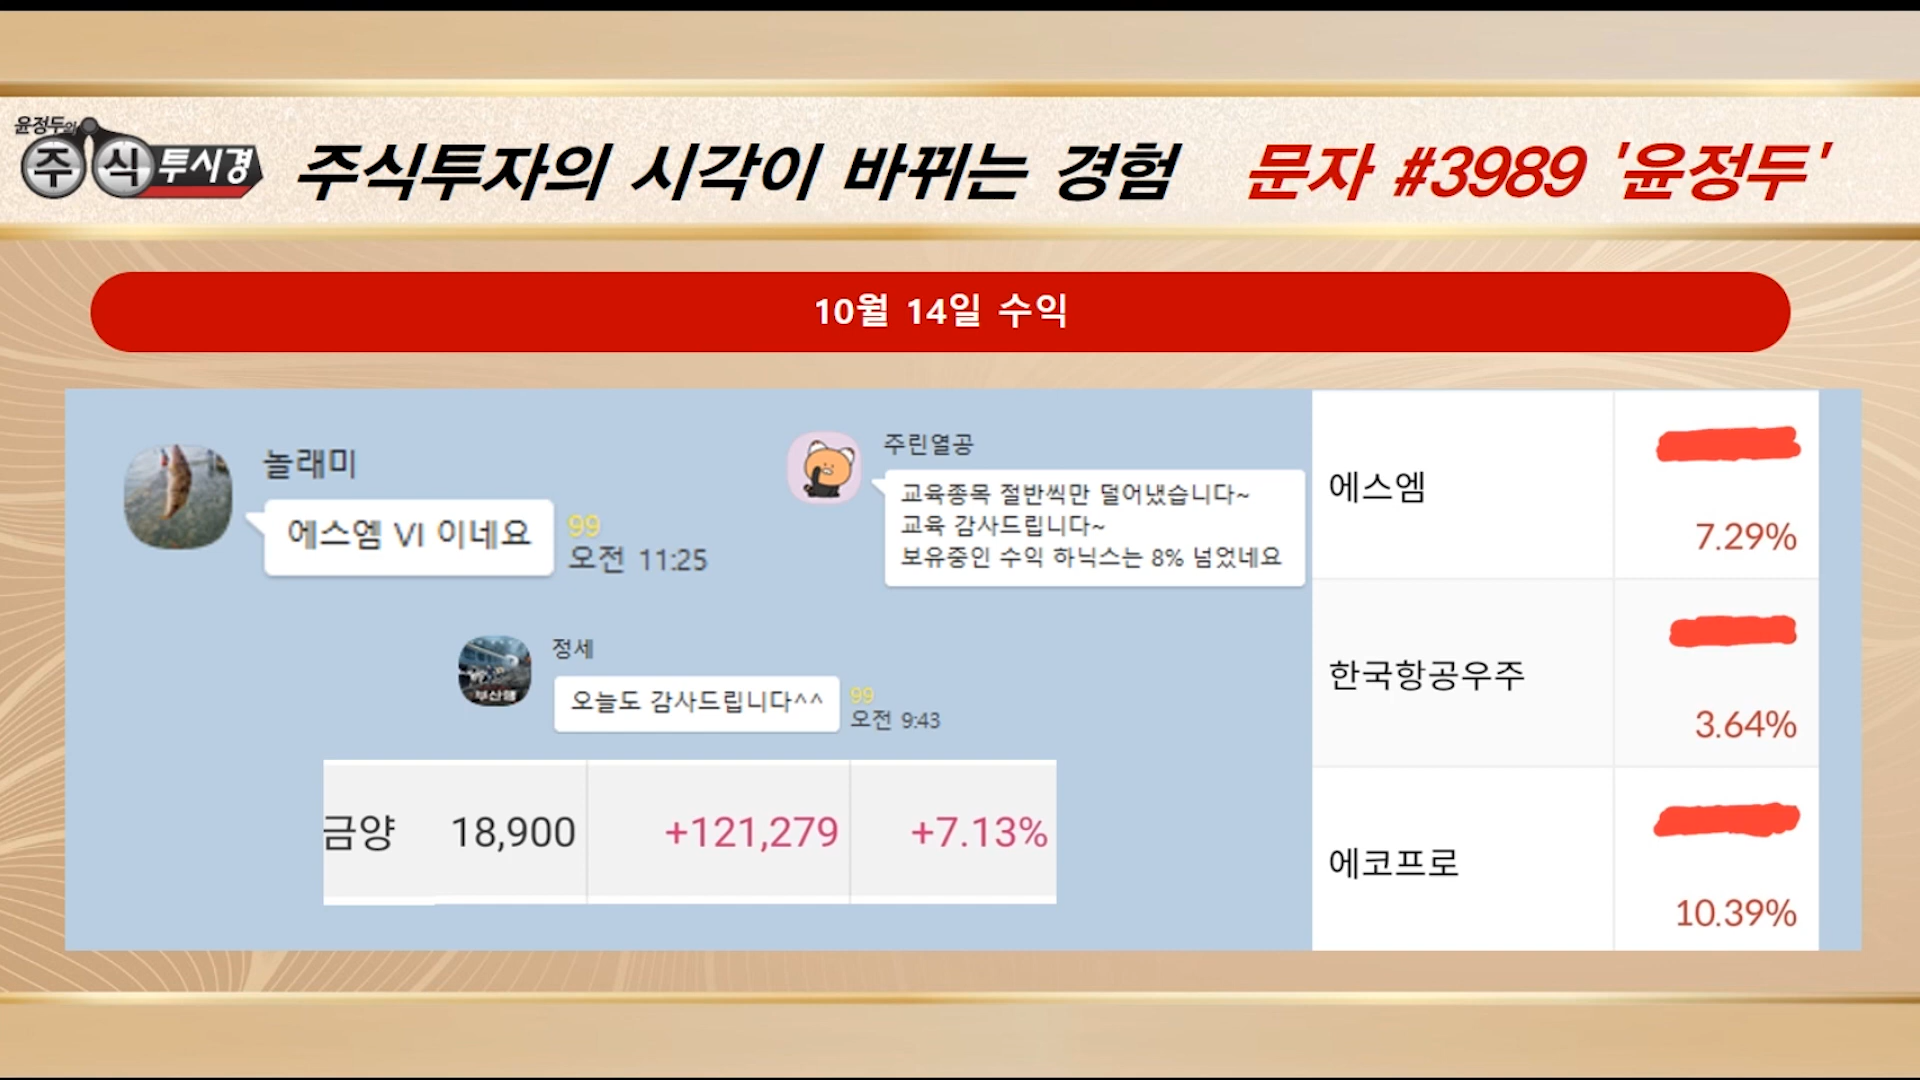 윤정두의
주식투시경
주식투자의 시각이 바뀌는 경험 문자 #3989 '윤정두'
10월 14일 수익
놀래미
에스엠 VI 이네요
99
오전 11:25
주린열공
교육종목 절반씩만 덜어냈습니다~
교육 감사드립니다~
보유중인 수익 하닉스는 8% 넘었네요
정세
부산행
오늘도 감사드립니다^^
99
오전 9:43
금양 18,900 +121,279 +7.13%
에스엠
7.29%
한국항공우주
3.64%
에코프로
10.39%